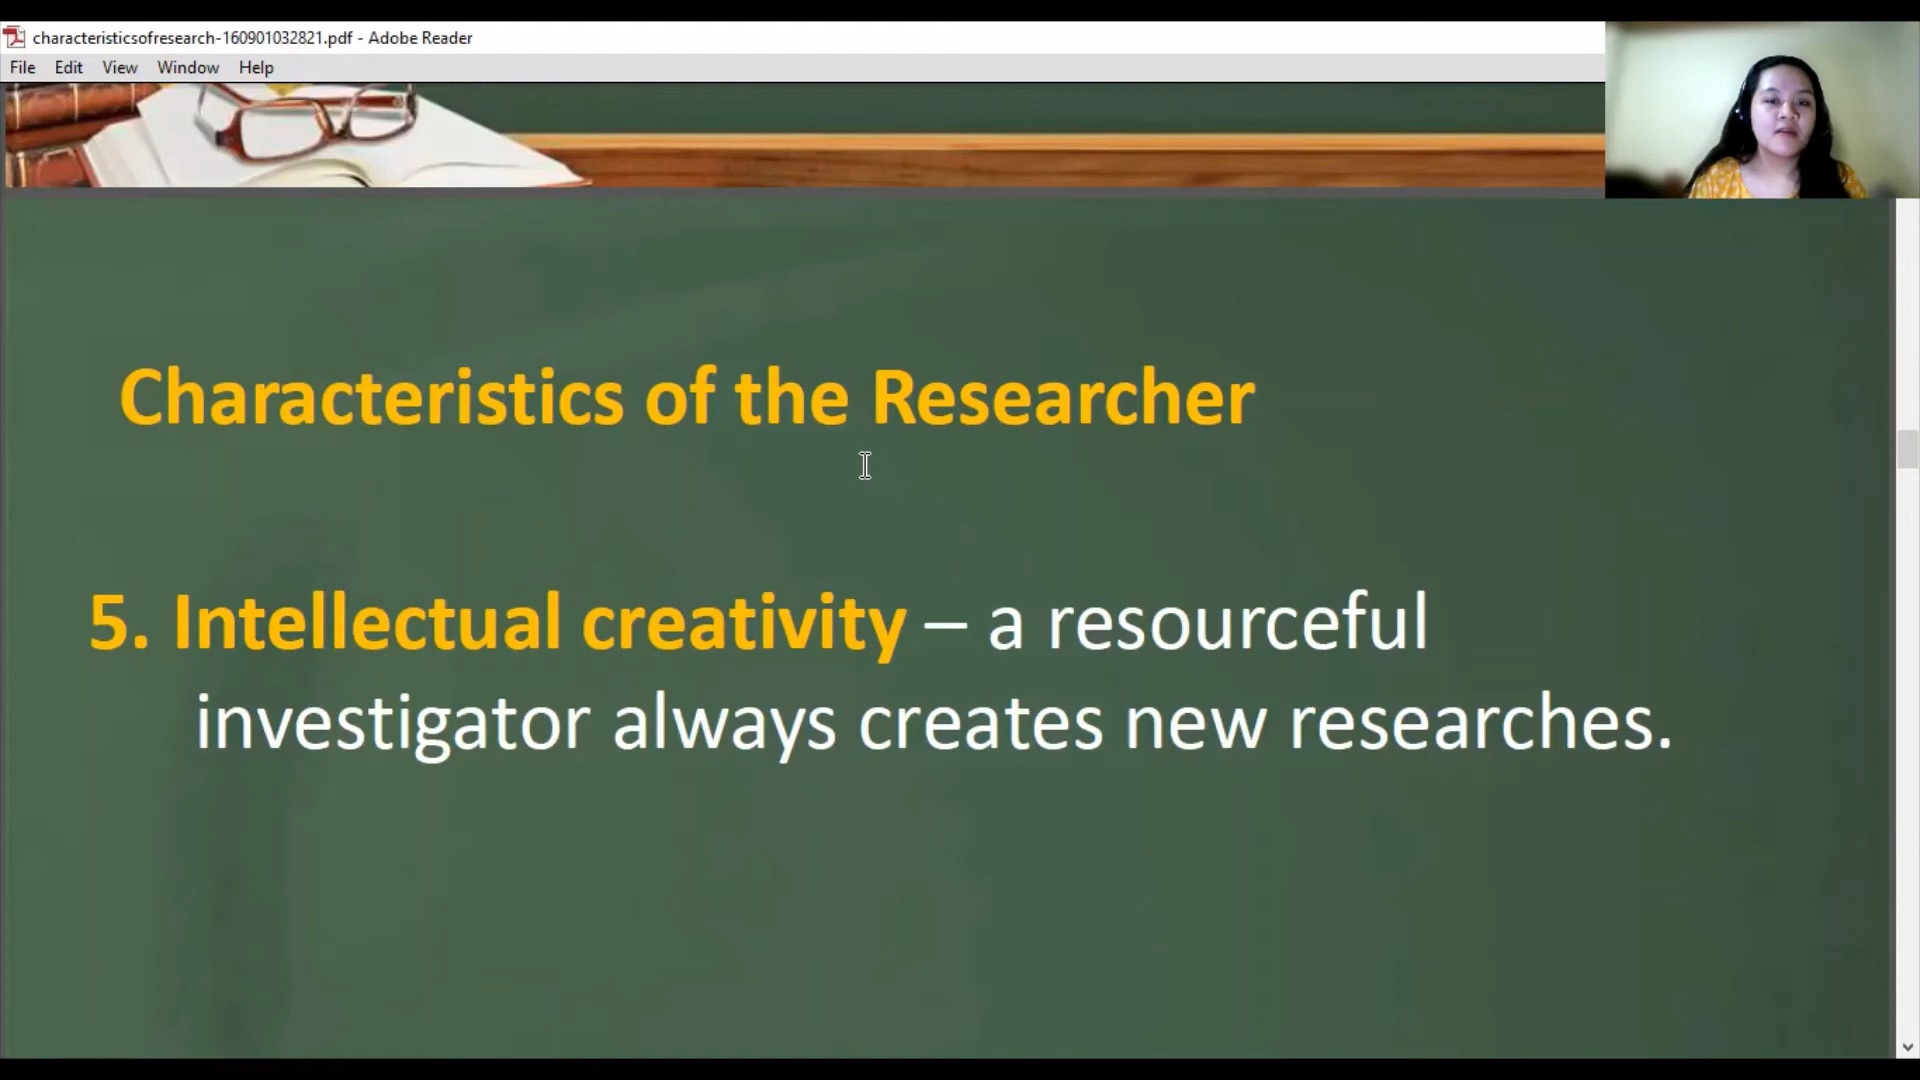 characteristicsofresearch-160901032821.pdf - Adobe Reader
File Edit View Window Help
Characteristics of the Researcher
5. Intellectual creativity – a resourceful
investigator always creates new researches.